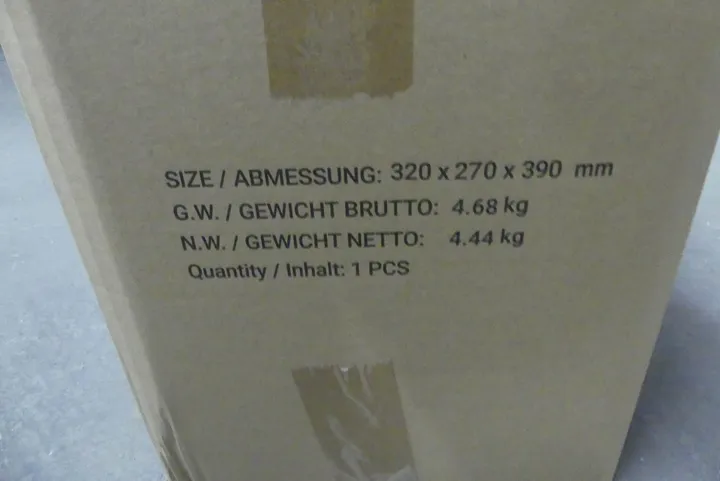 SIZE / ABMESSUNG: 320 x 270 x 390 mm
G.W. / GEWICHT BRUTTO: 4.68 kg
N.W. / GEWICHT NETTO: 4.44 kg
Quantity / Inhalt: 1 PCS